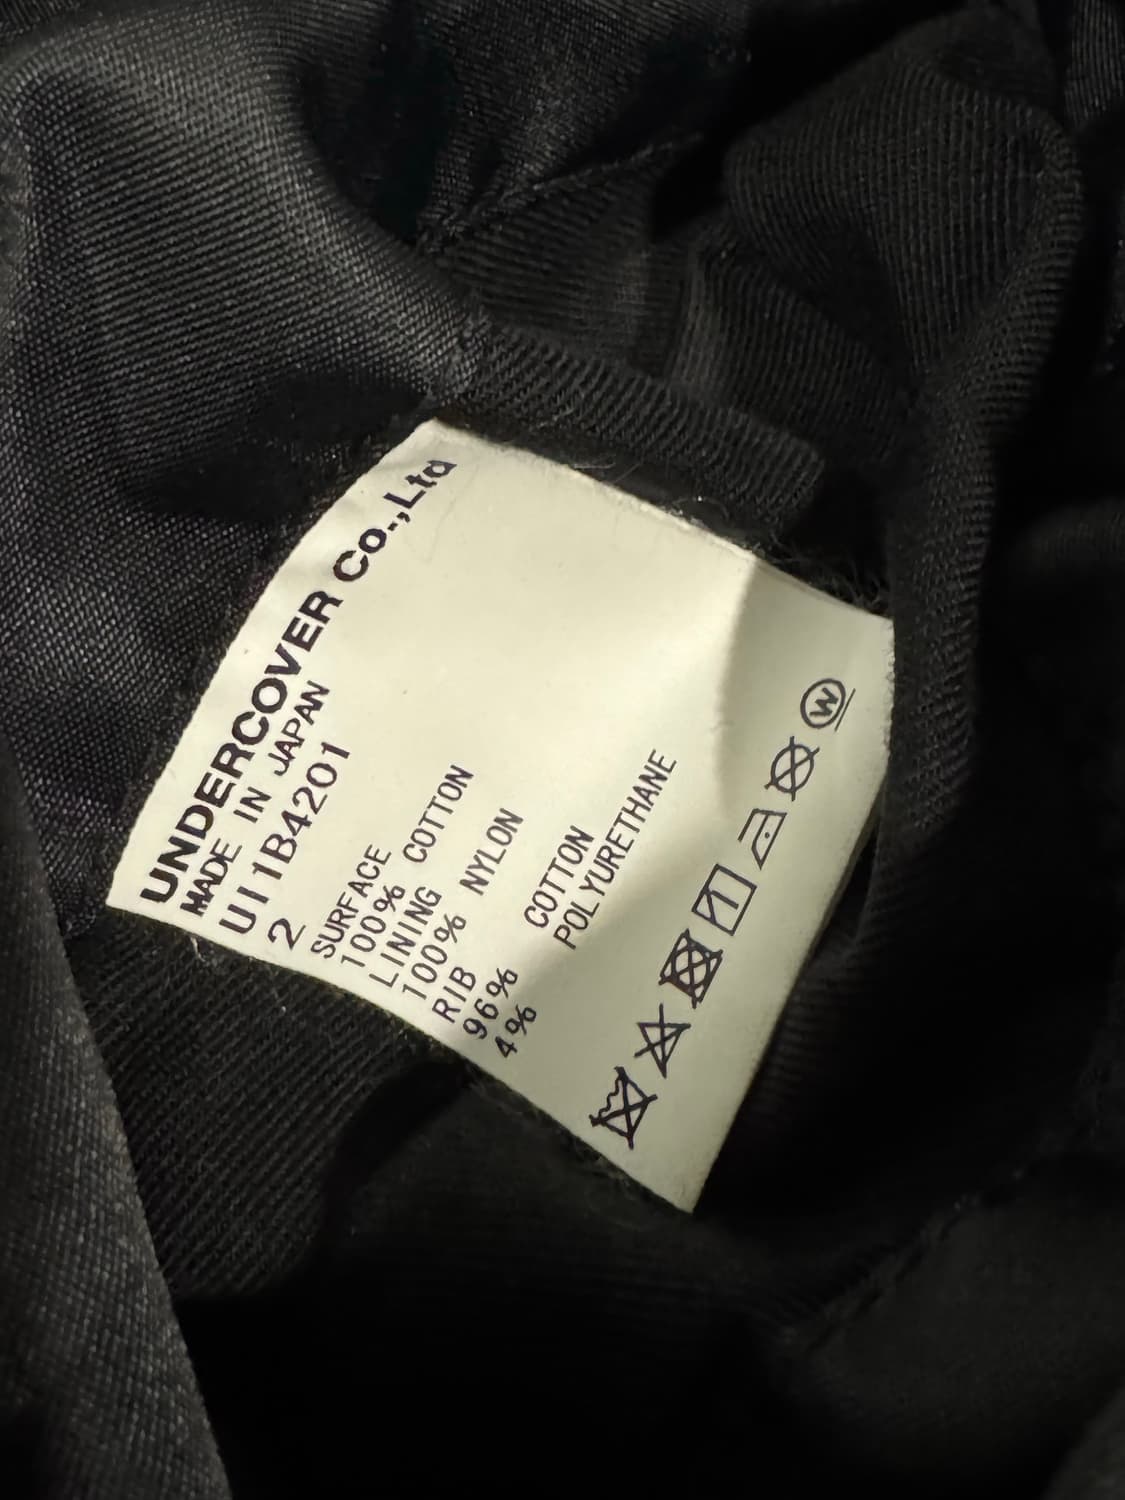 UNDERCOVER Co.,Ltd
MADE IN JAPAN
UI1B4201
2
SURFACE
100% COTTON
LINING
100% NYLON
RIB
96% COTTON
4% POLYURETHANE
W